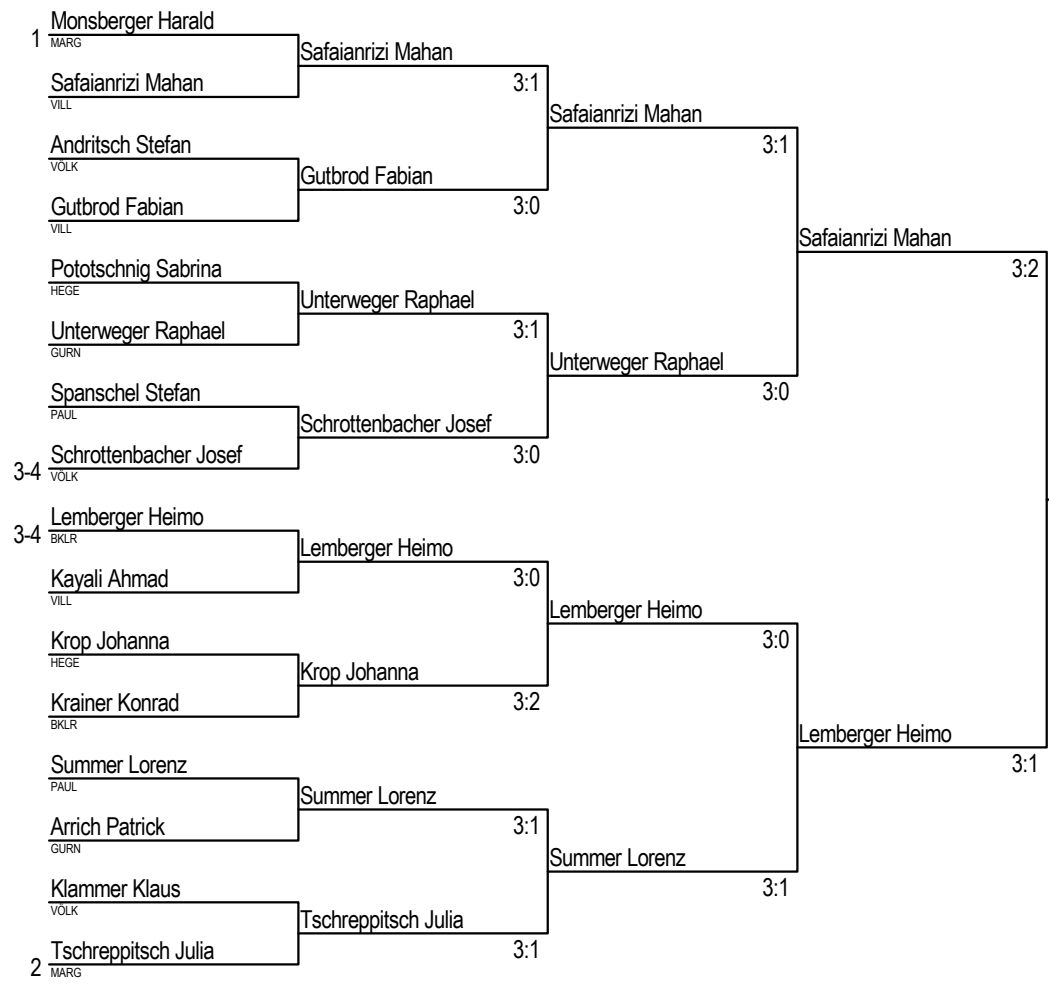 Monsberger Harald
1 MARG
Safaianrizi Mahan
Safaianrizi Mahan
3:1
VILL
Safaianrizi Mahan
Andritsch Stefan
3:1
VÖLK
Gutbrod Fabian
Gutbrod Fabian
3:0
VILL
Safaianrizi Mahan
Pototschnig Sabrina
3:2
HEGE
Unterweger Raphael
Unterweger Raphael
3:1
GURN
Unterweger Raphael
Spanschel Stefan
3:0
PAUL
Schrottenbacher Josef
Schrottenbacher Josef
3:0
3-4 VÖLK
Lemberger Heimo
3-4 BKLR
Lemberger Heimo
Kayali Ahmad
3:0
VILL
Lemberger Heimo
Krop Johanna
3:0
HEGE
Krop Johanna
Krainer Konrad
3:2
BKLR
Lemberger Heimo
Summer Lorenz
3:1
PAUL
Summer Lorenz
Arrich Patrick
3:1
GURN
Summer Lorenz
Klammer Klaus
3:1
VÖLK
Tschreppitsch Julia
Tschreppitsch Julia
3:1
2 MARG